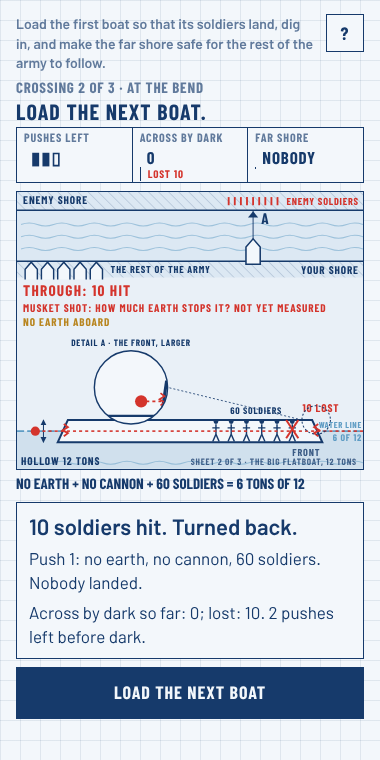 Load the first boat so that its soldiers land, dig
in, and make the far shore safe for the rest of the
army to follow.
?
CROSSING 2 OF 3 · AT THE BEND
LOAD THE NEXT BOAT.
PUSHES LEFT
ACROSS BY DARK
0
LOST 10
FAR SHORE
NOBODY
ENEMY SHORE
ENEMY SOLDIERS
A
THE REST OF THE ARMY
YOUR SHORE
THROUGH: 10 HIT
MUSKET SHOT: HOW MUCH EARTH STOPS IT? NOT YET MEASURED
NO EARTH ABOARD
DETAIL A · THE FRONT, LARGER
60 SOLDIERS
10 LOST
WATER LINE
6 OF 12
FRONT
HOLLOW 12 TONS
SHEET 2 OF 3 · THE BIG FLATBOAT, 12 TONS
NO EARTH + NO CANNON + 60 SOLDIERS = 6 TONS OF 12
10 soldiers hit. Turned back.
Push 1: no earth, no cannon, 60 soldiers.
Nobody landed.
Across by dark so far: 0; lost: 10. 2 pushes
left before dark.
LOAD THE NEXT BOAT